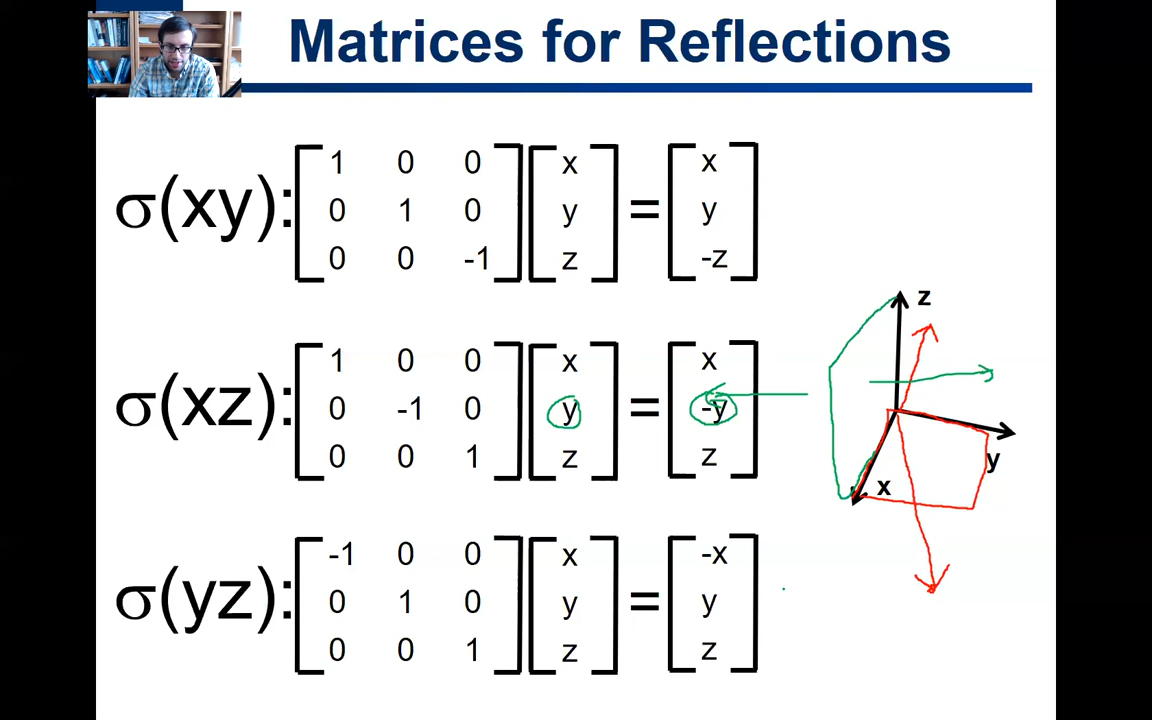 Matrices for Reflections
σ(xy): [1 0 0] [x] = [x]
[0 1 0] [y] [y]
[0 0 -1] [z] [-z]
σ(xz): [1 0 0] [x] = [x]
[0 -1 0] [y] [-y]
[0 0 1] [z] [z]
σ(yz): [-1 0 0] [x] = [-x]
[0 1 0] [y] [y]
[0 0 1] [z] [z]
z
y
x